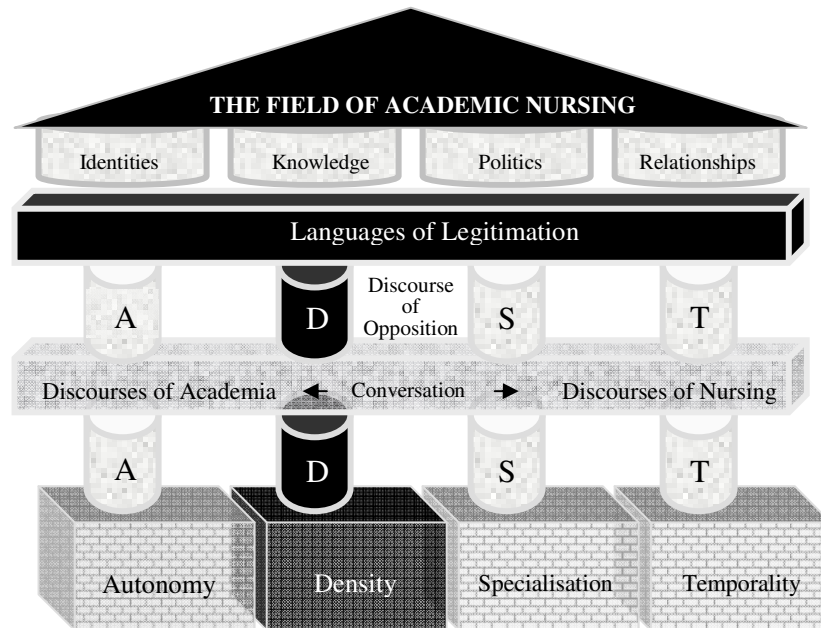 THE FIELD OF ACADEMIC NURSING
Identities Knowledge Politics Relationships
Languages of Legitimation
A D Discourse of Opposition S T
Discourses of Academia Conversation Discourses of Nursing
A D S T
Autonomy Density Specialisation Temporality